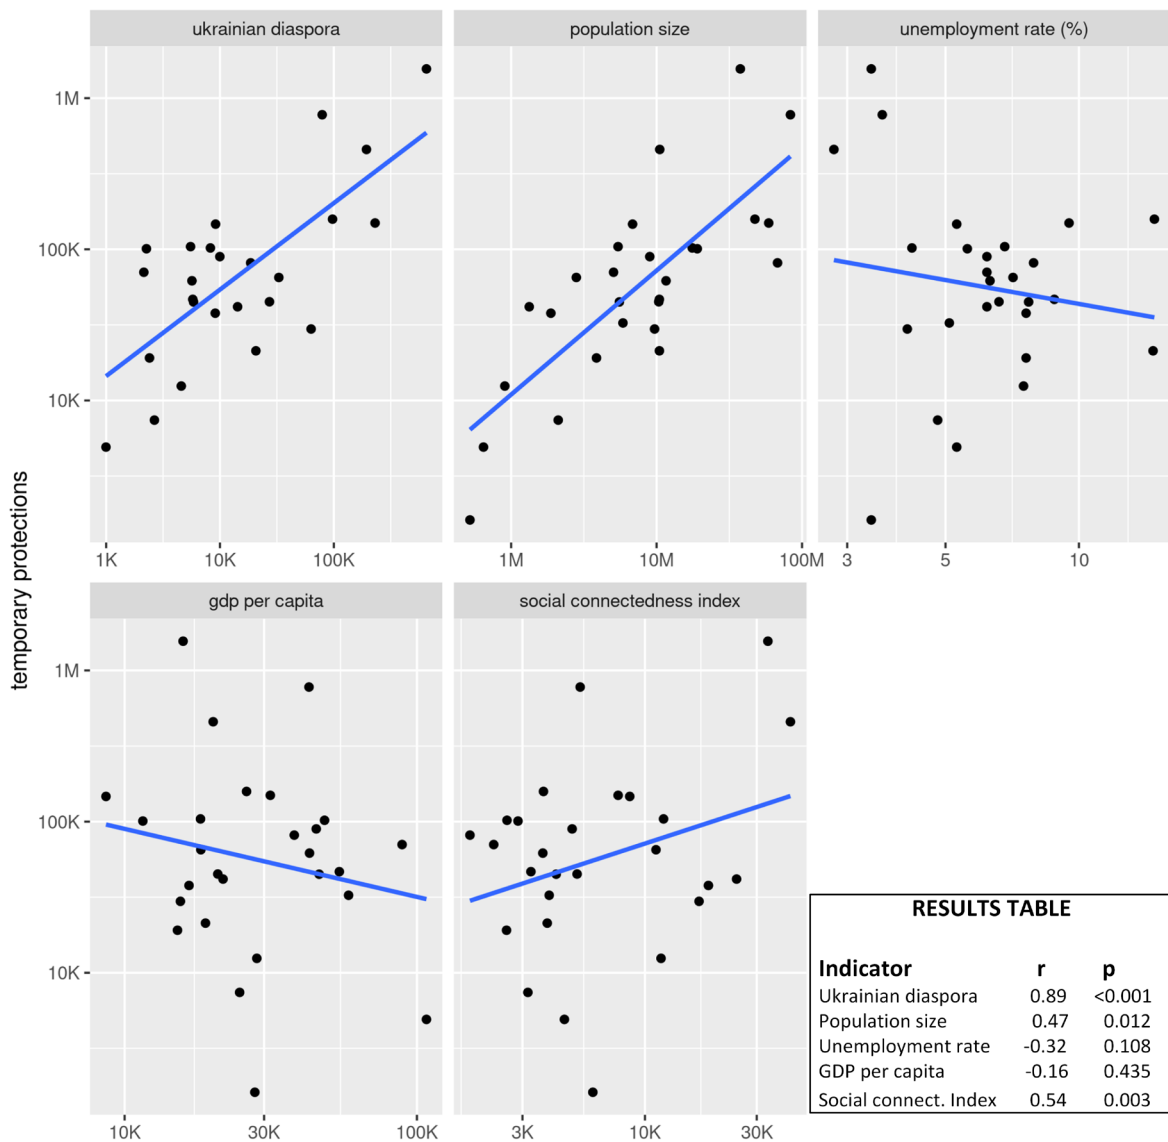 ukrainian diaspora
population size
unemployment rate (%)
1M
100K
10K
1K 10K 100K
1M 10M 100M
3 5 10
temporary protections
gdp per capita
social connectedness index
1M
100K
10K
10K 30K 100K
3K 10K 30K
RESULTS TABLE
Indicator r p
Ukrainian diaspora 0.89 <0.001
Population size 0.47 0.012
Unemployment rate -0.32 0.108
GDP per capita -0.16 0.435
Social connect. Index 0.54 0.003